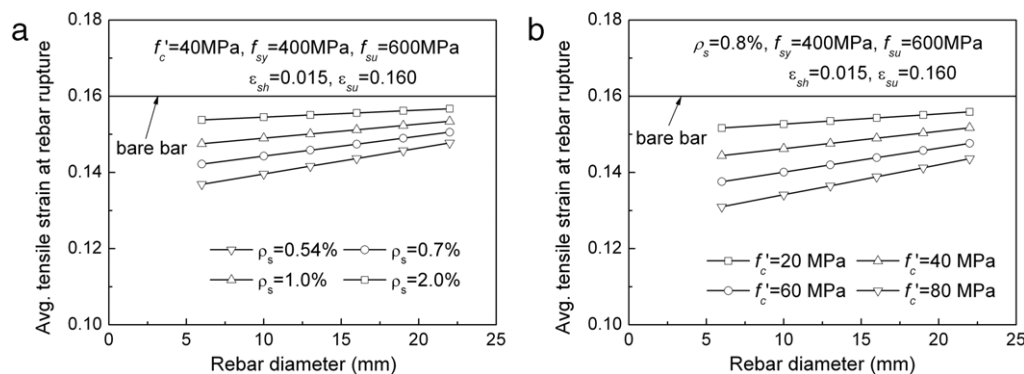 a
Avg. tensile strain at rebar rupture
0.18
0.16
0.14
0.12
0.10
f_c'=40MPa, f_sy=400MPa, f_su=600MPa
ε_sh=0.015, ε_su=0.160
bare bar
ρ_s=0.54% ρ_s=0.7%
ρ_s=1.0% ρ_s=2.0%
0 5 10 15 20 25
Rebar diameter (mm)
b
Avg. tensile strain at rebar rupture
0.18
0.16
0.14
0.12
0.10
ρ_s=0.8%, f_sy=400MPa, f_su=600MPa
ε_sh=0.015, ε_su=0.160
bare bar
f_c'=20 MPa f_c'=40 MPa
f_c'=60 MPa f_c'=80 MPa
0 5 10 15 20 25
Rebar diameter (mm)